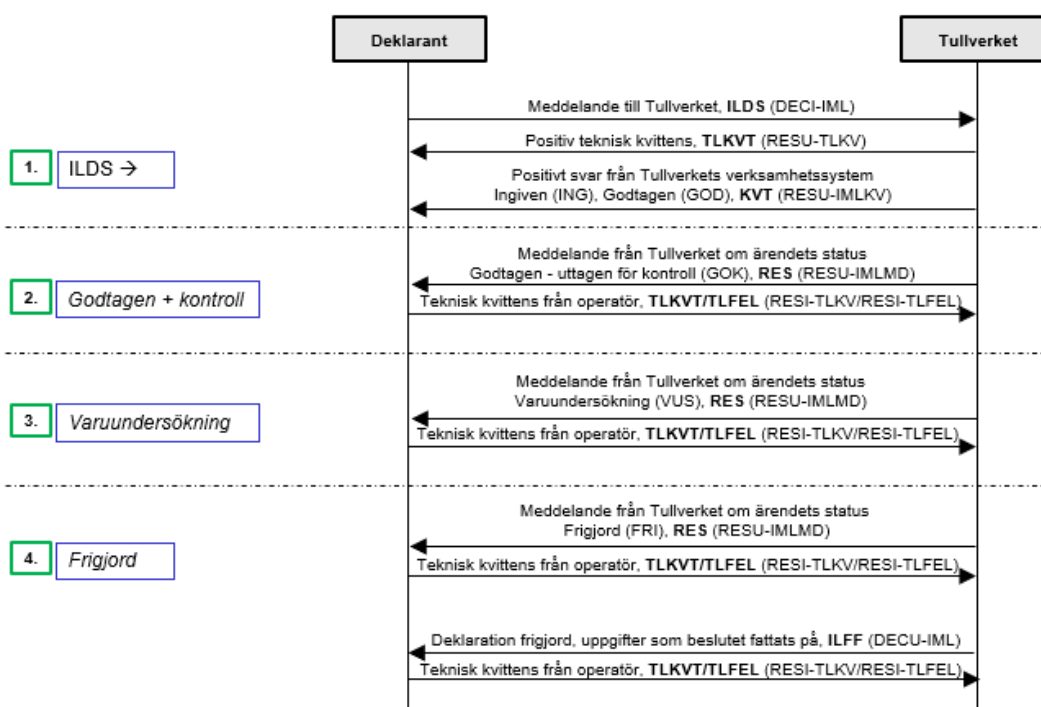 Deklarant
Tullverket
Meddelande till Tullverket, ILDS (DECI-IML)
Positiv teknisk kvittens, TLKVT (RESU-TLKV)
1.
ILDS →
Positivt svar från Tullverkets verksamhetssystem
Ingiven (ING), Godtagen (GOD), KVT (RESU-IMLKV)
Meddelande från Tullverket om ärendets status
Godtagen - uttagen för kontroll (GOK), RES (RESU-IMLMD)
2.
Godtagen + kontroll
Teknisk kvittens från operatör, TLKVT/TLFEL (RESI-TLKV/RESI-TLFEL)
Meddelande från Tullverket om ärendets status
Varuundersökning (VUS), RES (RESU-IMLMD)
3.
Varuundersökning
Teknisk kvittens från operatör, TLKVT/TLFEL (RESI-TLKV/RESI-TLFEL)
Meddelande från Tullverket om ärendets status
Frigjord (FRI), RES (RESU-IMLMD)
4.
Frigjord
Teknisk kvittens från operatör, TLKVT/TLFEL (RESI-TLKV/RESI-TLFEL)
Deklaration frigjord, uppgifter som beslutet fattats på, ILFF (DECU-IML)
Teknisk kvittens från operatör, TLKVT/TLFEL (RESI-TLKV/RESI-TLFEL)